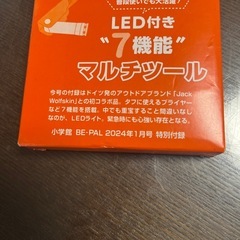 普段使いでも大活躍!
LED付き
"7機能"
マルチツール
今号の付録はドイツ発のアウトドアブランド「Jack
Wolfskin」との初コラボ品。タフに使えるプライヤー
など7機能を搭載。中でも重宝すること間違いなし
なのが、LEDライト。緊急時にも心強い存在となる。
小学館 BE-PAL 2024年1月号 特別付録